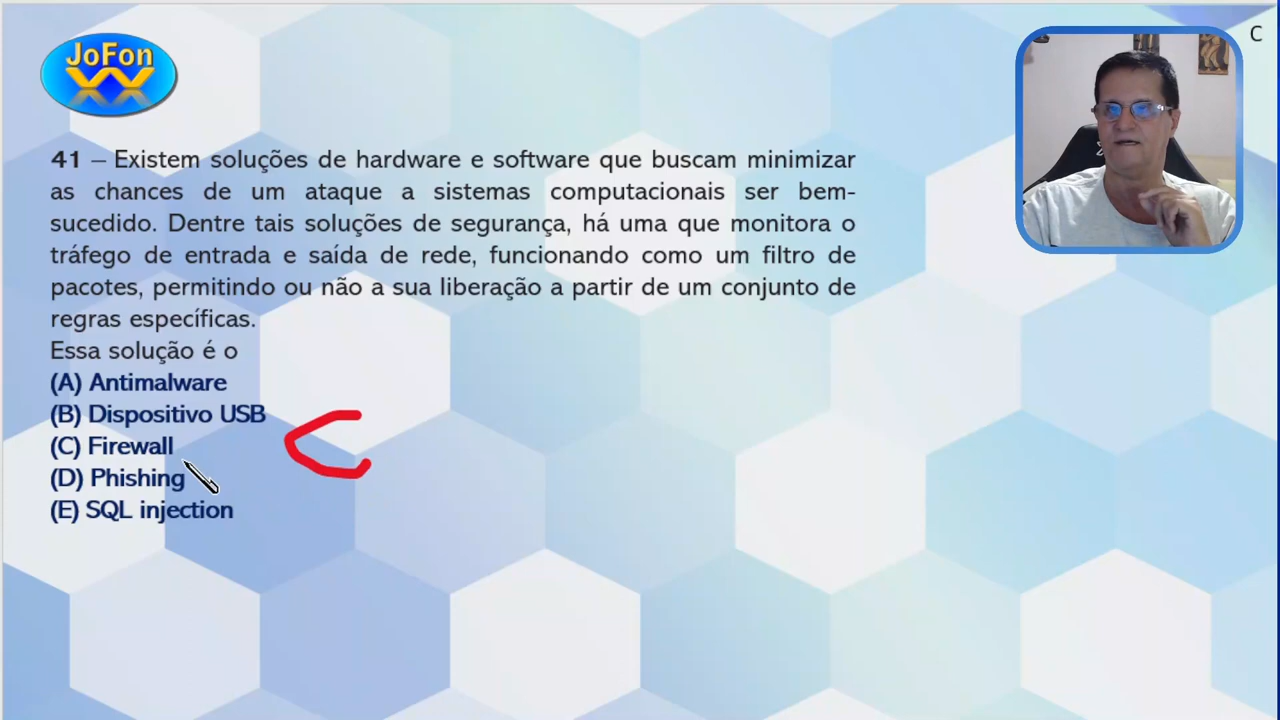 JoFon
C
41 – Existem soluções de hardware e software que buscam minimizar
as chances de um ataque a sistemas computacionais ser bem-
sucedido. Dentre tais soluções de segurança, há uma que monitora o
tráfego de entrada e saída de rede, funcionando como um filtro de
pacotes, permitindo ou não a sua liberação a partir de um conjunto de
regras específicas.
Essa solução é o
(A) Antimalware
(B) Dispositivo USB
(C) Firewall
(D) Phishing
(E) SQL injection
C